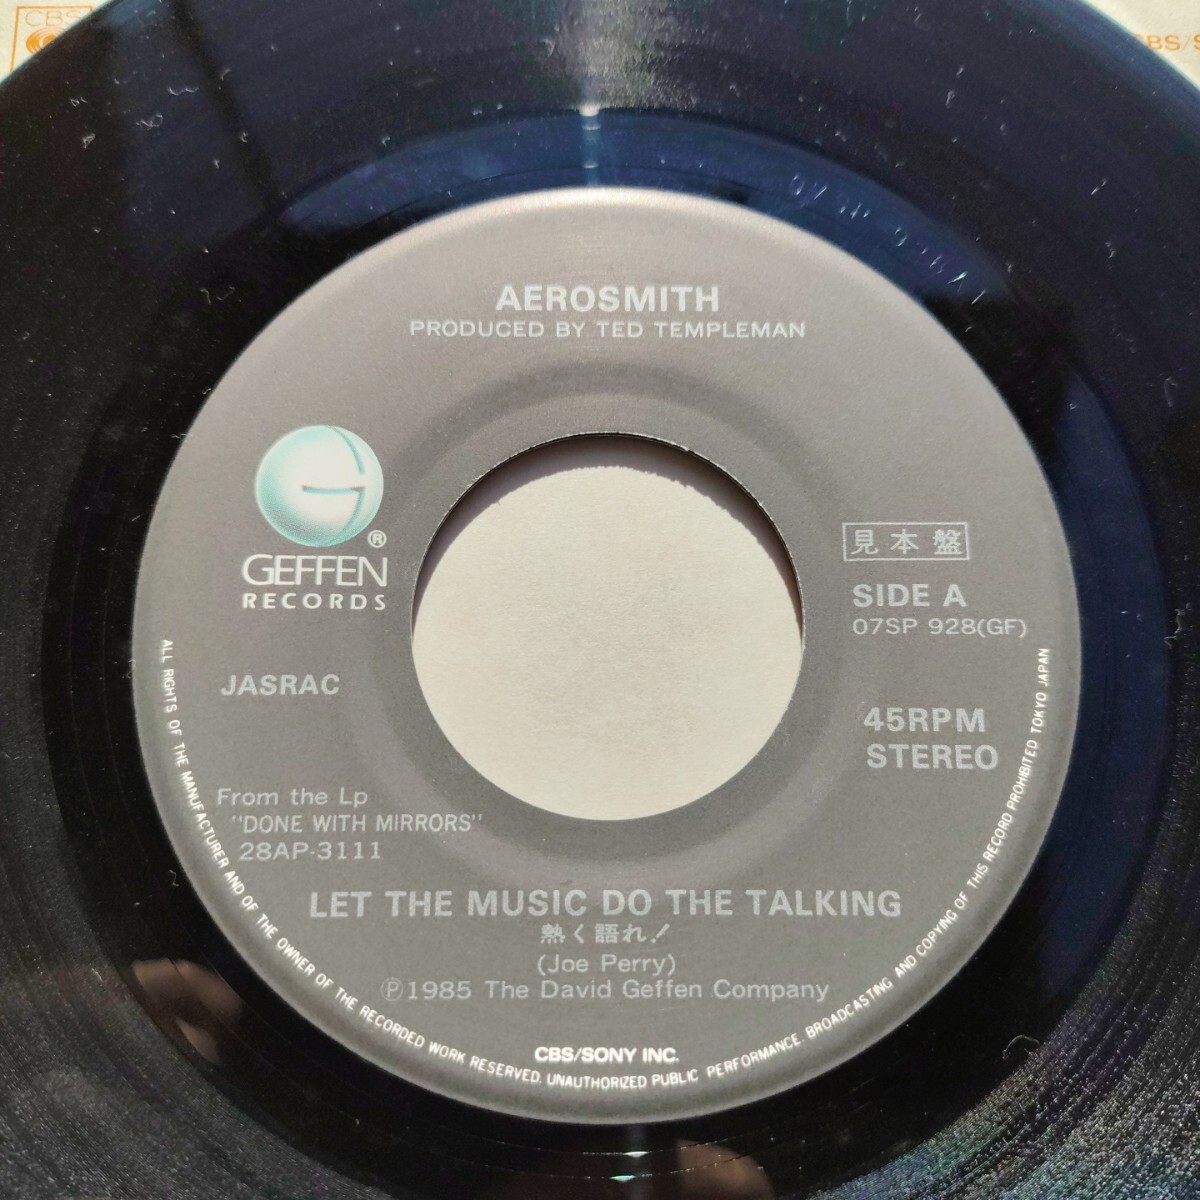 CBS
CBS/S
AEROSMITH
PRODUCED BY TED TEMPLEMAN
GEFFEN ®
RECORDS
見本盤
SIDE A
07SP 928(GF)
JASRAC
45RPM
STEREO
From the Lp
"DONE WITH MIRRORS"
28AP-3111
LET THE MUSIC DO THE TALKING
熱く語れ!
(Joe Perry)
Ⓟ1985 The David Geffen Company
CBS/SONY INC.
ALL RIGHTS OF THE MANUFACTURER AND OF THE OWNER OF THE RECORDED WORK RESERVED. UNAUTHORIZED PUBLIC PERFORMANCE. BROADCASTING AND COPYING OF THIS RECORD PROHIBITED TOKYO JAPAN